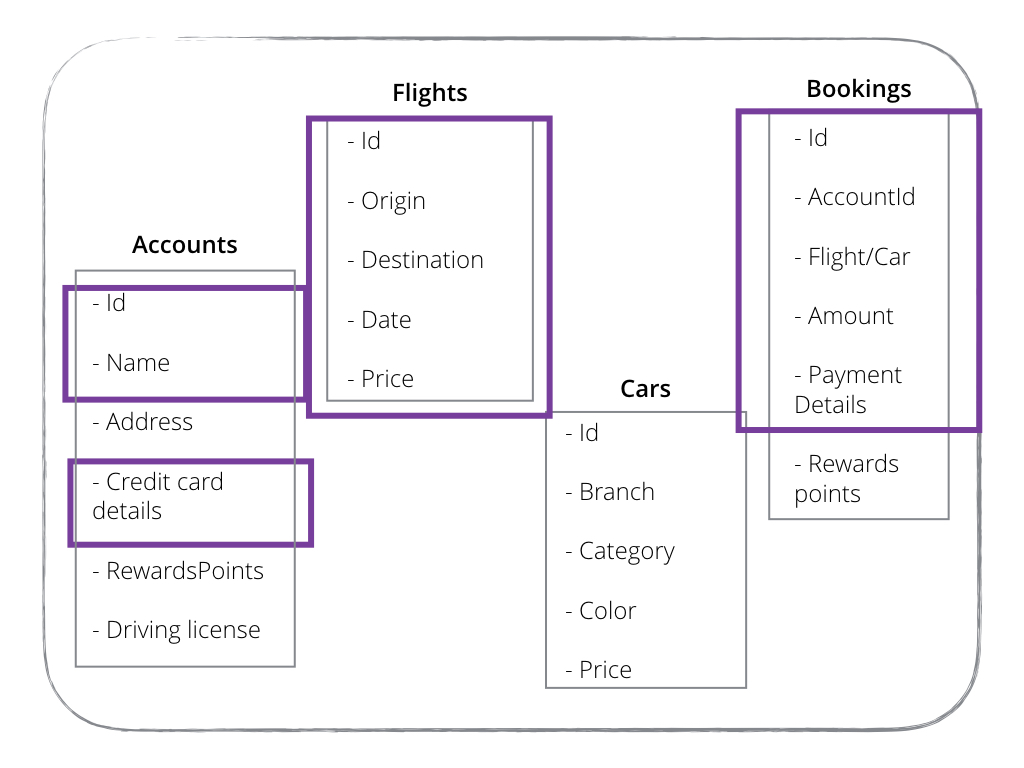 Flights
- Id
- Origin
- Destination
- Date
- Price
Bookings
- Id
- AccountId
- Flight/Car
- Amount
- Payment
Details
- Rewards
points
Accounts
- Id
- Name
- Address
- Credit card
details
- RewardsPoints
- Driving license
Cars
- Id
- Branch
- Category
- Color
- Price